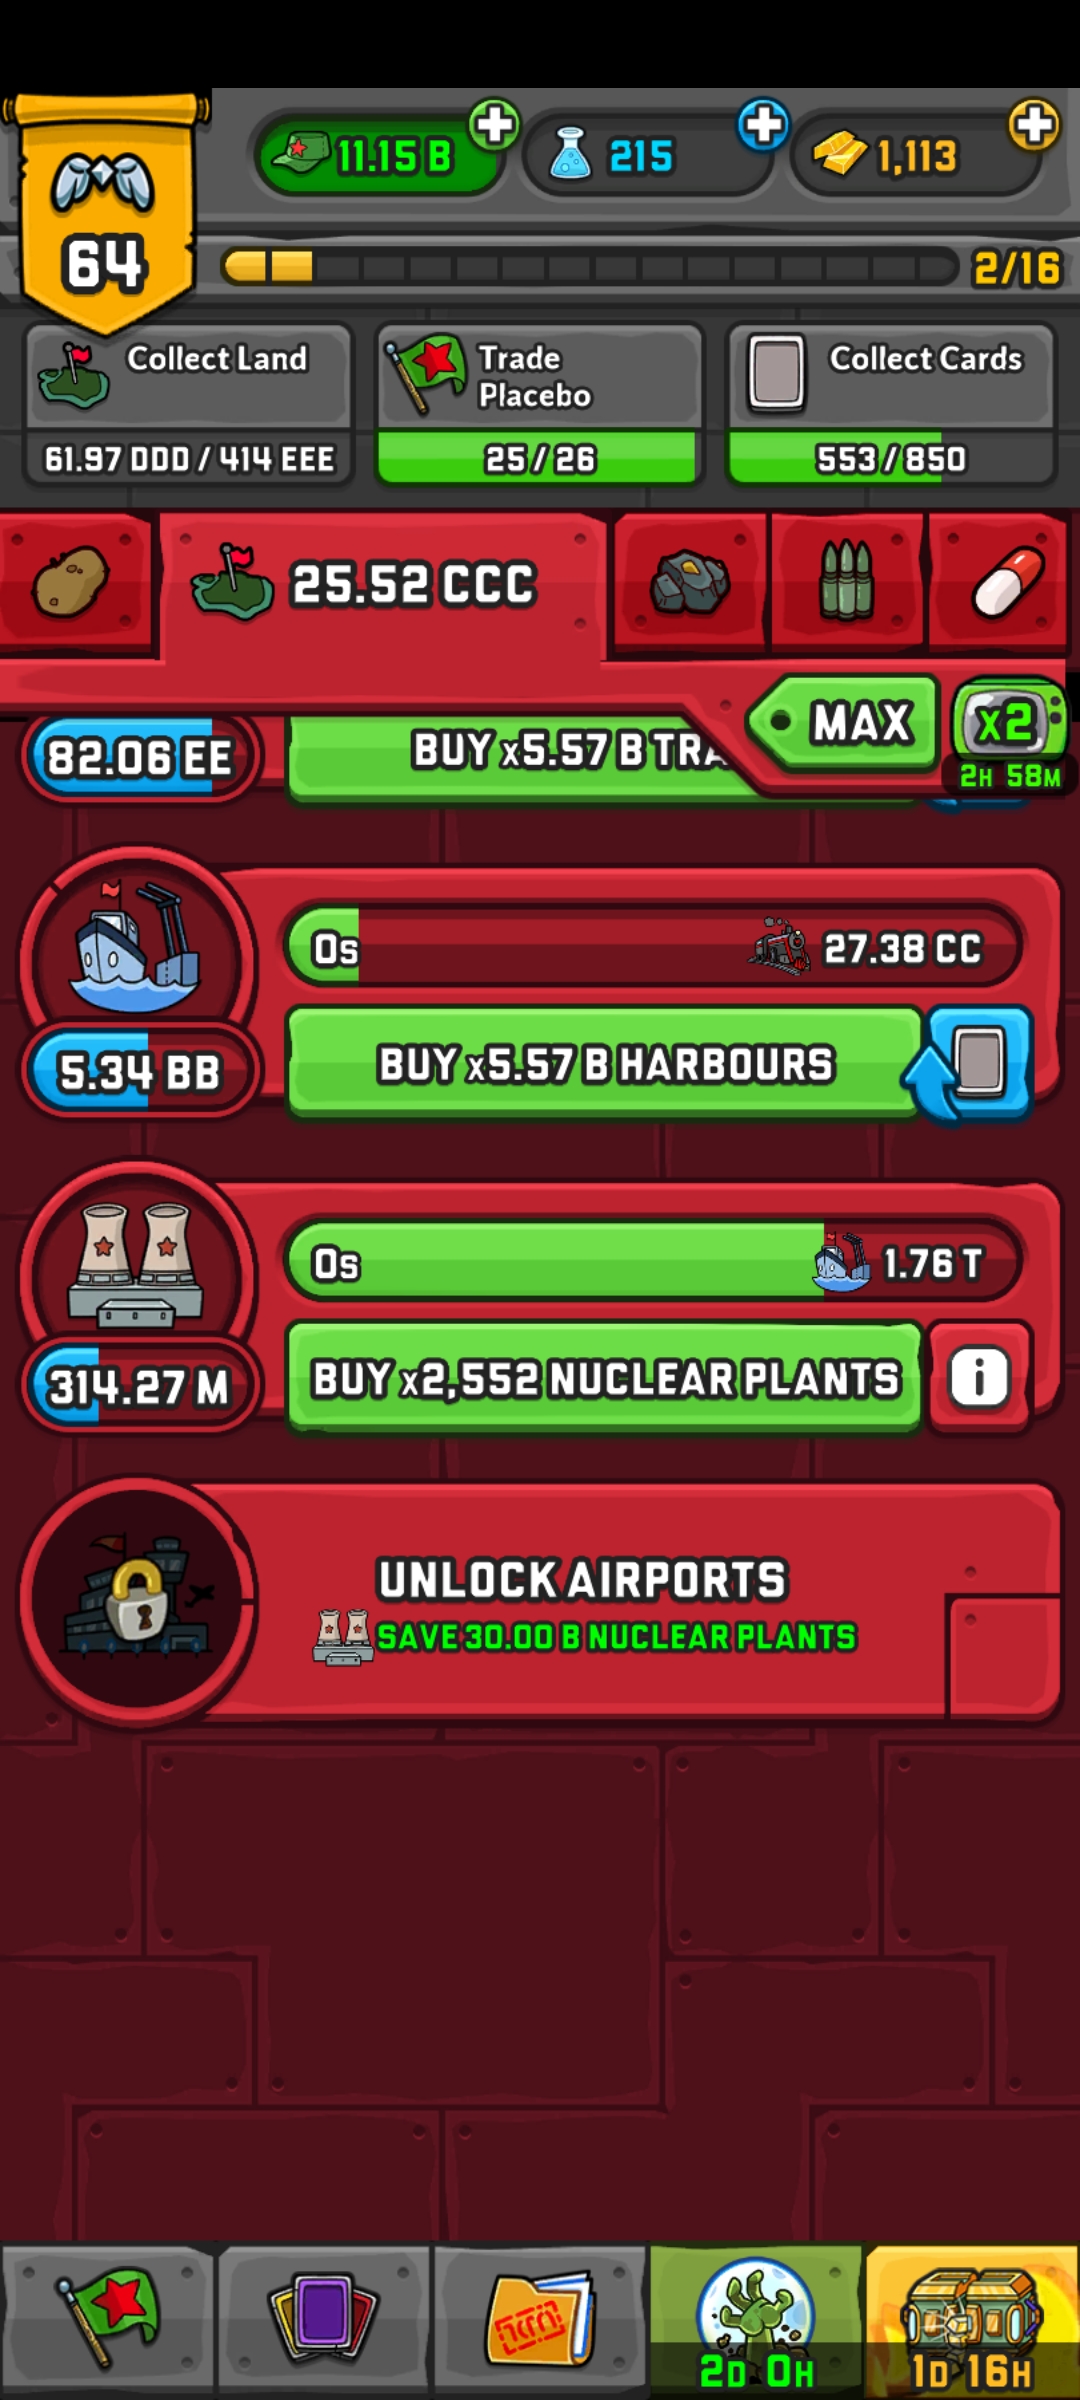 11.15 B
215
1,113
64
2/16
Collect Land
61.97 DDD / 414 EEE
Trade
Placebo
25 / 26
Collect Cards
553 / 850
25.52 CCC
MAX
x2
2H 58M
82.06 EE
BUY x5.57 B
0s
27.38 CC
5.34 BB
BUY x5.57 B HARBOURS
0s
1.76 T
314.27 M
BUY x2,552 NUCLEAR PLANTS
i
UNLOCK AIRPORTS
SAVE 30.00 B NUCLEAR PLANTS
2D 0H
1D 16H